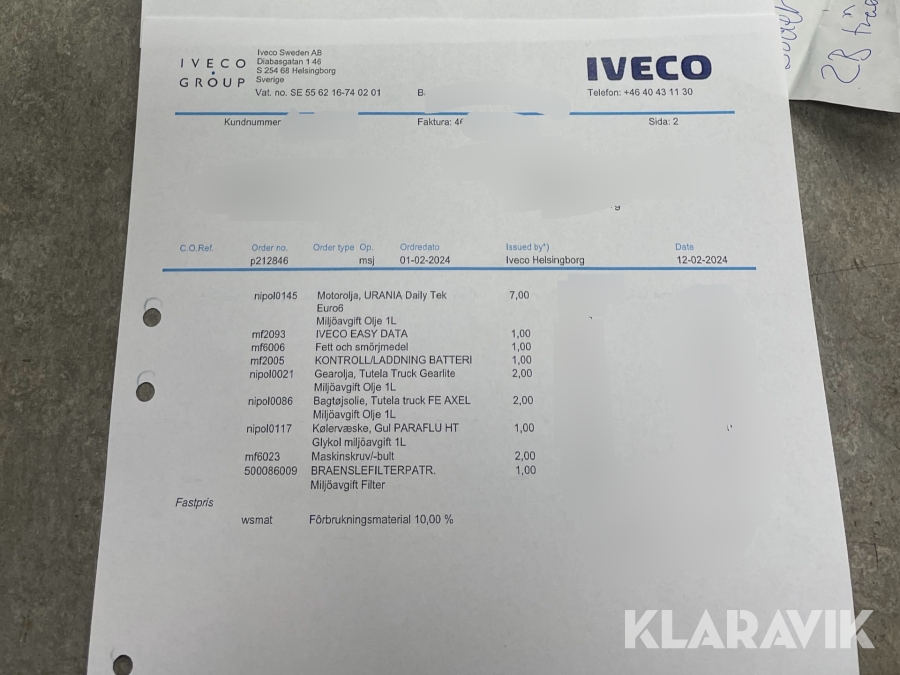 IVECO
GROUP
Iveco Sweden AB
Diabasgatan 1 46
S 254 68 Helsingborg
Sverige
Vat. no. SE 55 62 16-74 02 01
IVECO
Telefon: +46 40 43 11 30
Kundnummer Faktura: Sida: 2
C.O.Ref. Order no. Order type Op. Ordredato Issued by*) Date
p212846 msj 01-02-2024 Iveco Helsingborg 12-02-2024
nipol0145 Motorolja, URANIA Daily Tek 7,00
Euro6
Miljöavgift Olje 1L
mf2093 IVECO EASY DATA 1,00
mf6006 Fett och smörjmedel 1,00
mf2005 KONTROLL/LADDNING BATTERI 1,00
nipol0021 Gearolja, Tutela Truck Gearlite 2,00
Miljöavgift Olje 1L
nipol0086 Bagtøjsolie, Tutela truck FE AXEL 2,00
Miljöavgift Olje 1L
nipol0117 Kølervæske, Gul PARAFLU HT 1,00
Glykol miljöavgift 1L
mf6023 Maskinskruv/-bult 2,00
500086009 BRAENSLEFILTERPATR. 1,00
Miljöavgift Filter
Fastpris
wsmat Förbrukningsmaterial 10,00 %
KLARAVIK